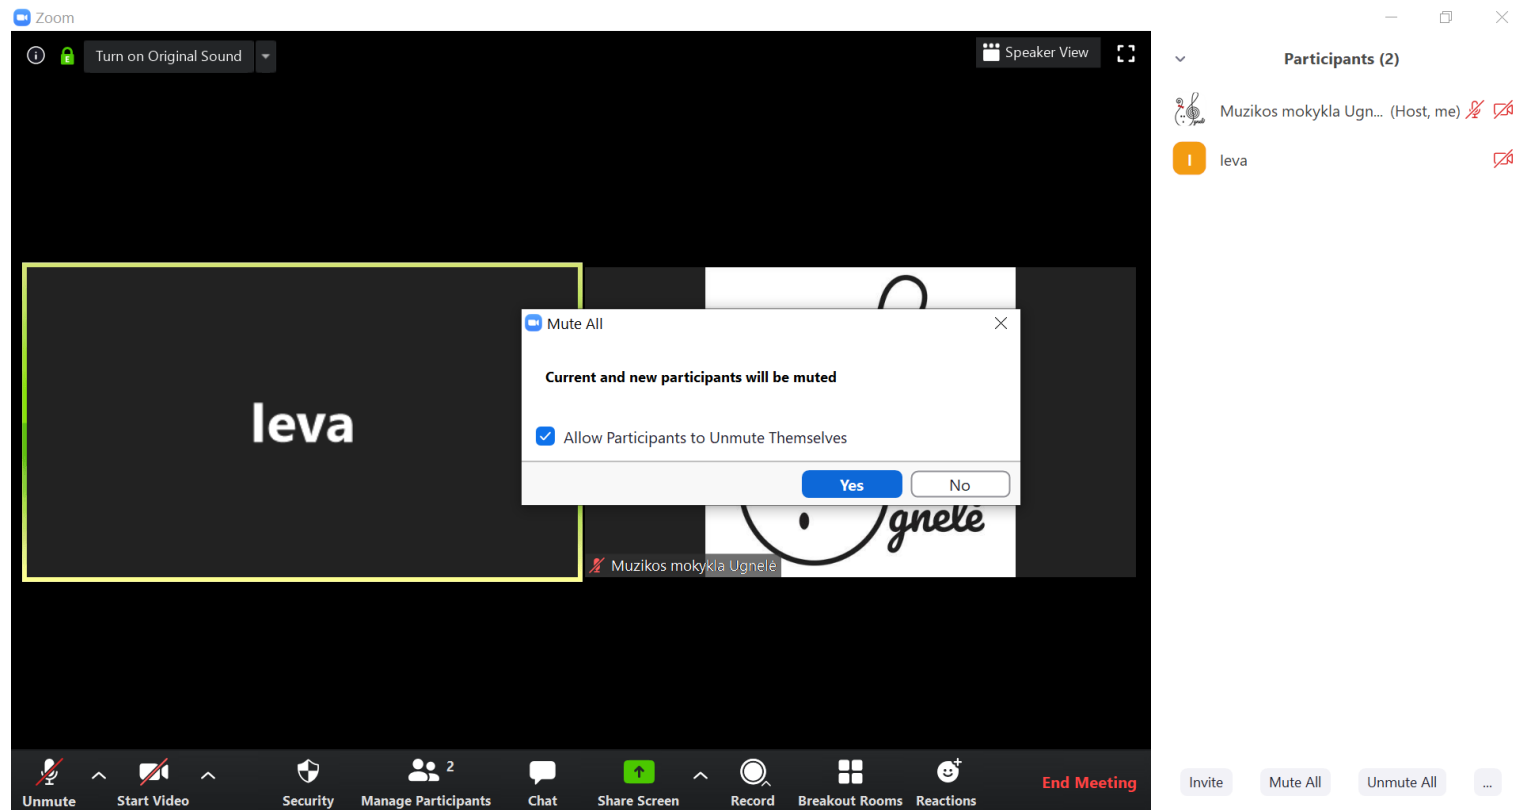 Zoom
Turn on Original Sound
Speaker View
Participants (2)
Muzikos mokykla Ugn... (Host, me)
I
Ieva
Ieva
Mute All
Current and new participants will be muted
Allow Participants to Unmute Themselves
Yes
No
gnelė
Muzikos mokykla Ugnelė
Unmute
Start Video
Security
2
Manage Participants
Chat
Share Screen
Record
Breakout Rooms
Reactions
End Meeting
Invite
Mute All
Unmute All
...